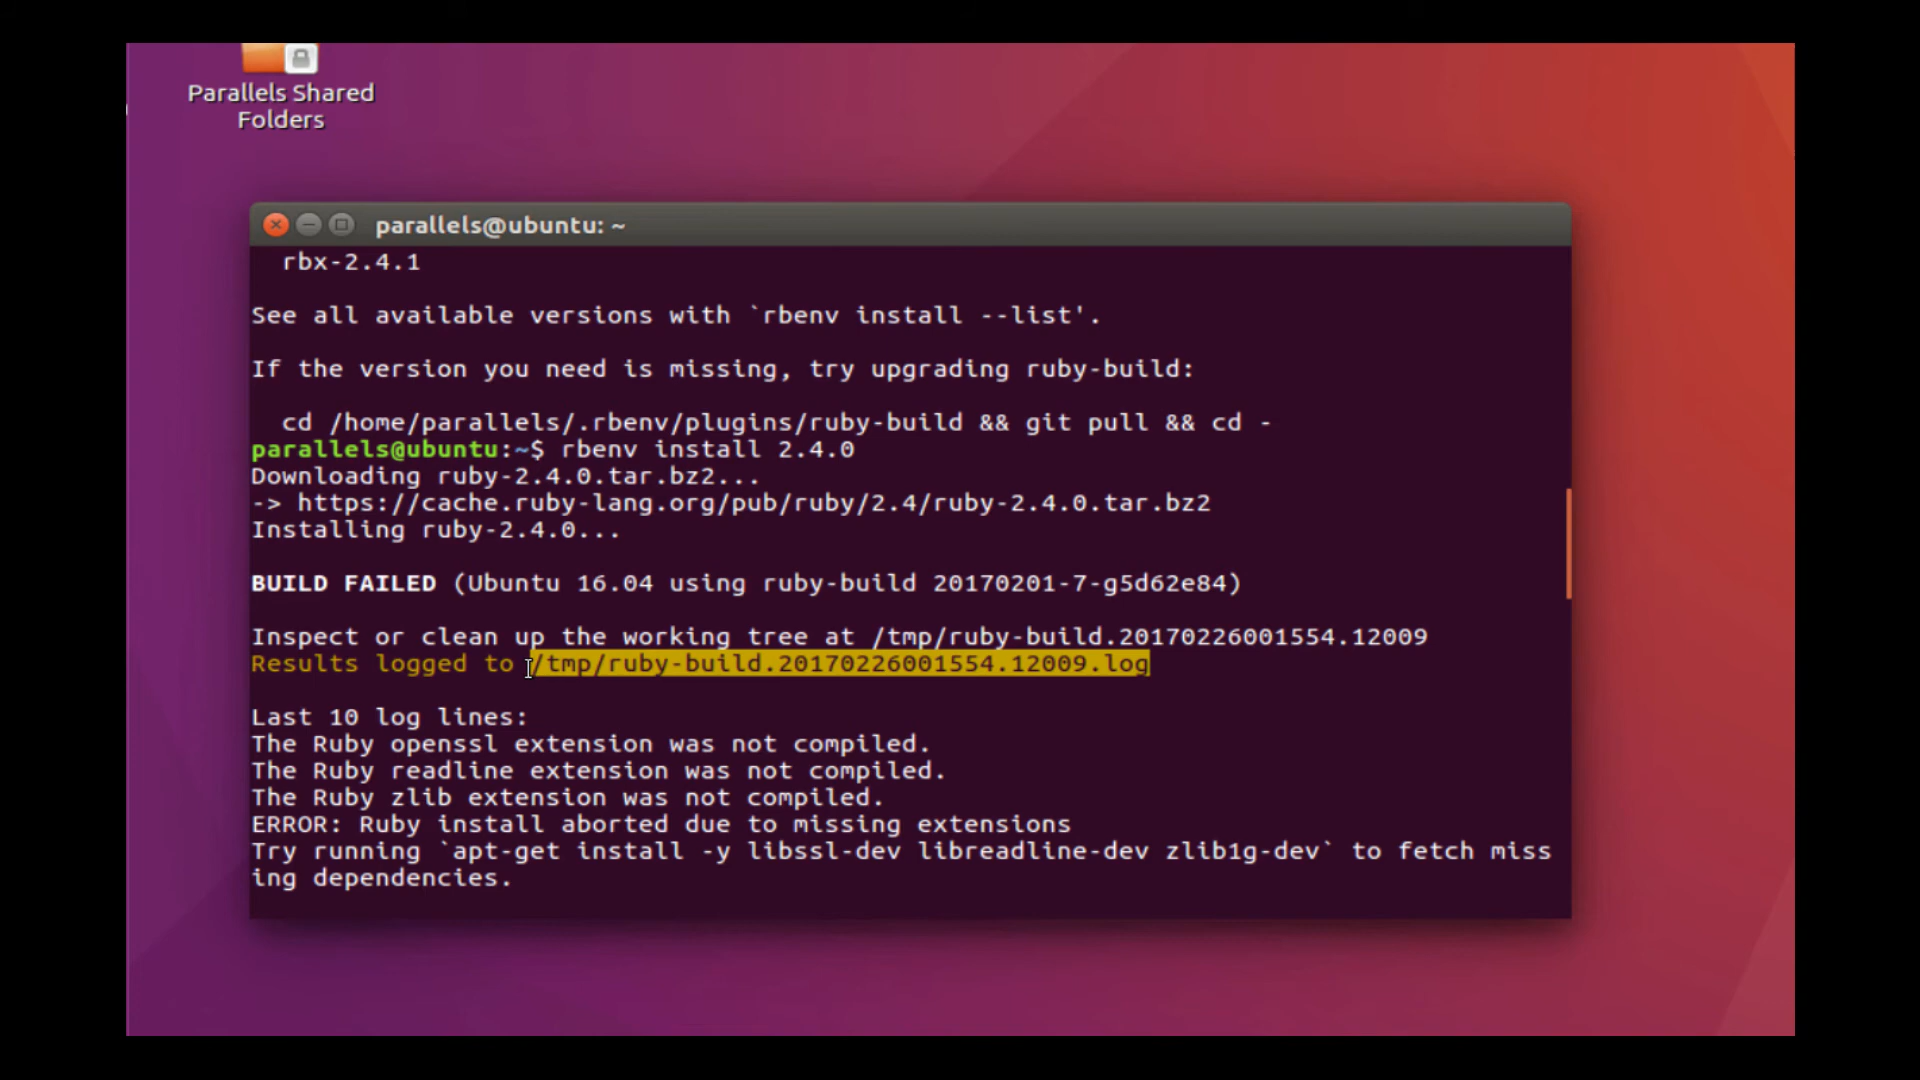 Parallels Shared
Folders
parallels@ubuntu: ~
rbx-2.4.1
See all available versions with `rbenv install --list'.
If the version you need is missing, try upgrading ruby-build:
cd /home/parallels/.rbenv/plugins/ruby-build && git pull && cd -
parallels@ubuntu:~$ rbenv install 2.4.0
Downloading ruby-2.4.0.tar.bz2...
-> https://cache.ruby-lang.org/pub/ruby/2.4/ruby-2.4.0.tar.bz2
Installing ruby-2.4.0...
BUILD FAILED (Ubuntu 16.04 using ruby-build 20170201-7-g5d62e84)
Inspect or clean up the working tree at /tmp/ruby-build.20170226001554.12009
Results logged to /tmp/ruby-build.20170226001554.12009.log
Last 10 log lines:
The Ruby openssl extension was not compiled.
The Ruby readline extension was not compiled.
The Ruby zlib extension was not compiled.
ERROR: Ruby install aborted due to missing extensions
Try running `apt-get install -y libssl-dev libreadline-dev zlib1g-dev` to fetch miss
ing dependencies.